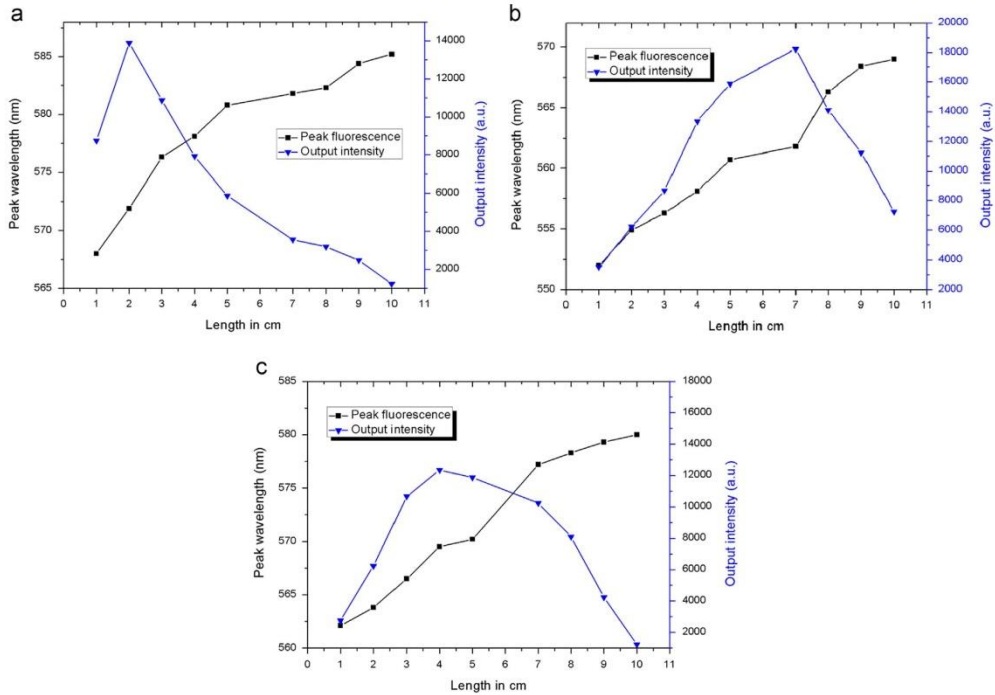 a
Peak wavelength (nm)
585
580
575
570
565
Peak fluorescence
Output intensity
14000
12000
10000
8000
6000
4000
2000
Output intensity (a.u.)
0 1 2 3 4 5 6 7 8 9 10 11
Length in cm
b
Peak wavelength (nm)
570
565
560
555
550
Peak fluorescence
Output intensity
20000
18000
16000
14000
12000
10000
8000
6000
4000
2000
Output intensity (a.u.)
0 1 2 3 4 5 6 7 8 9 10 11
Length in cm
c
Peak wavelength (nm)
585
580
575
570
565
560
Peak fluorescence
Output intensity
18000
16000
14000
12000
10000
8000
6000
4000
2000
Output intensity (a.u.)
0 1 2 3 4 5 6 7 8 9 10 11
Length in cm